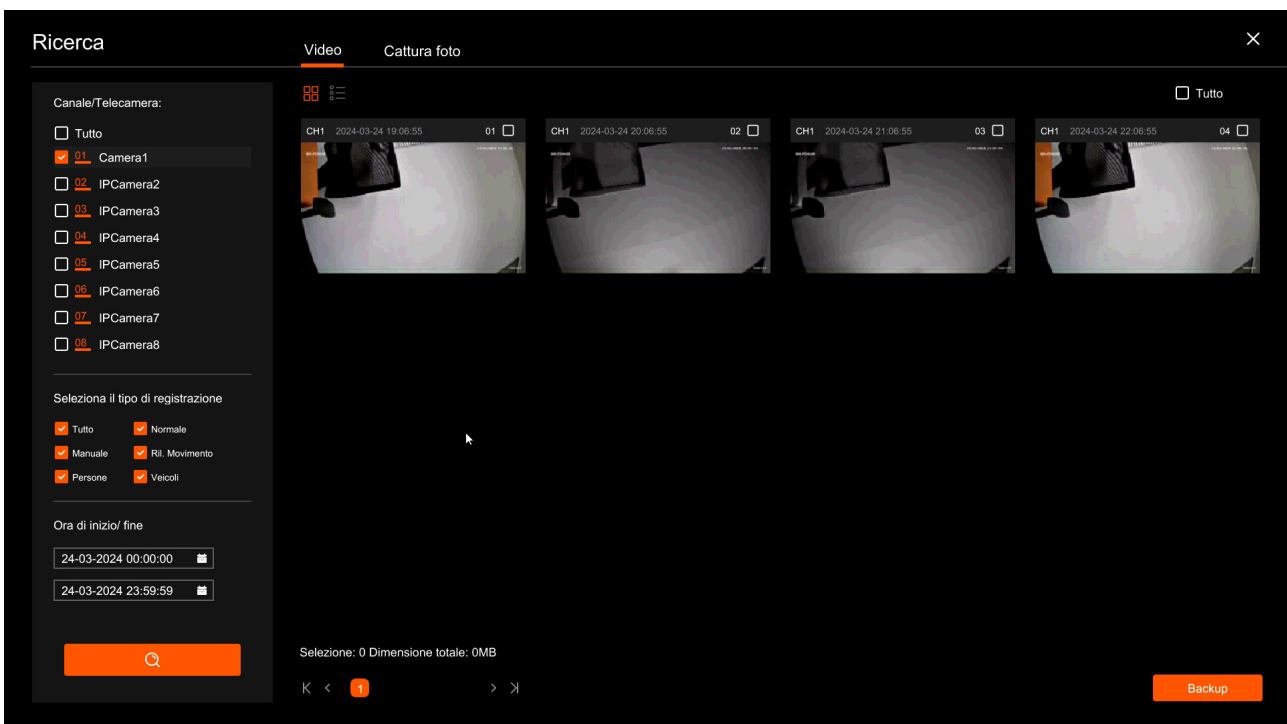 Ricerca
Video
Cattura foto
Canale/Telecamera:
Tutto
01 Camera1
02 IPCamera2
03 IPCamera3
04 IPCamera4
05 IPCamera5
06 IPCamera6
07 IPCamera7
08 IPCamera8
Seleziona il tipo di registrazione
Tutto
Normale
Manuale
Ril. Movimento
Persone
Veicoli
Ora di inizio/ fine
24-03-2024 00:00:00
24-03-2024 23:59:59
Tutto
CH1 2024-03-24 19:06:55 01
CH1 2024-03-24 20:06:55 02
CH1 2024-03-24 21:06:55 03
CH1 2024-03-24 22:06:55 04
Selezione: 0 Dimensione totale: 0MB
1
Backup